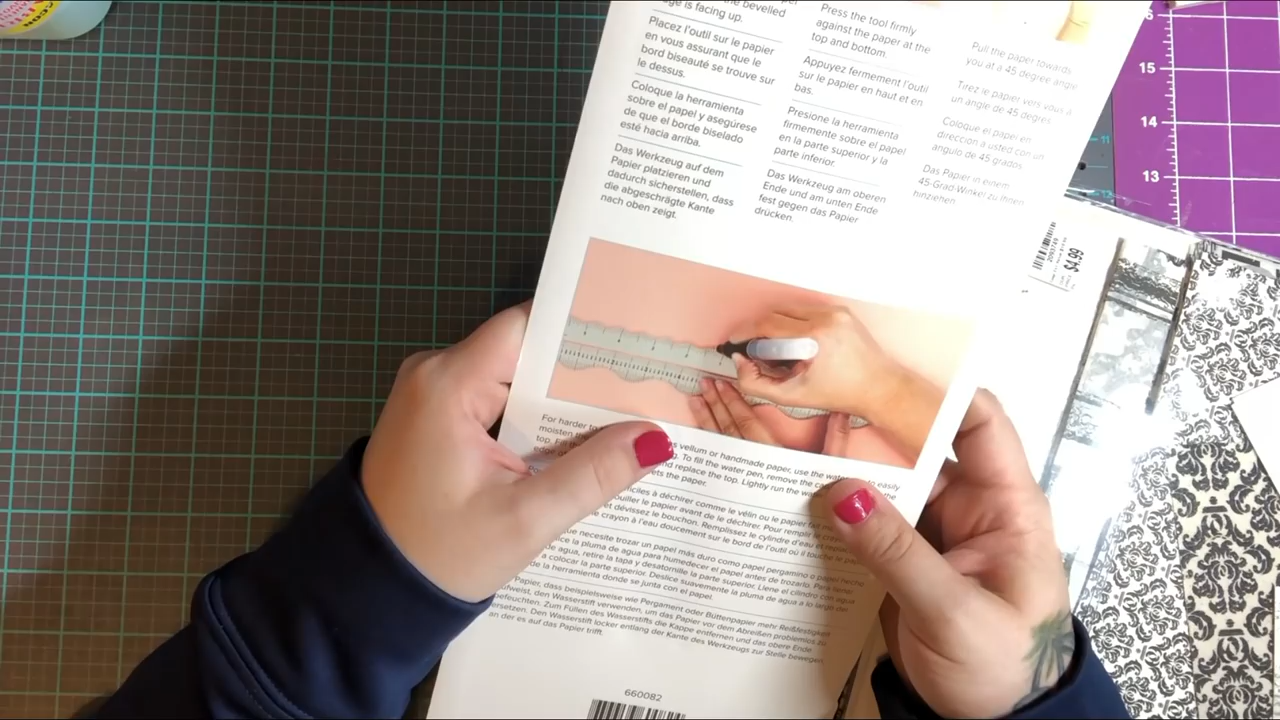 the bevelled
is facing up.
Placez l'outil sur le papier
en vous assurant que le
bord biseauté se trouve sur
le dessus.
Coloque la herramienta
sobre el papel y asegúrese
de que el borde biselado
esté hacia arriba.
Das Werkzeug auf dem
Papier platzieren und
dadurch sicherstellen, dass
die abgeschrägte Kante
nach oben zeigt.
Press the tool firmly
against the paper at the
top and bottom.
Appuyez fermement l'outil
sur le papier en haut et en
bas.
Presione la herramienta
firmemente sobre el papel
en la parte superior y la
parte inferior.
Das Werkzeug am oberen
Ende und am unten Ende
fest gegen das Papier
drücken.
Pull the paper towards
you at a 45 degree angle
Tirez le papier vers vous à
un angle de 45 degrés
Coloque el papel en
direccion a usted con un
angulo de 45 grados
Das Papier in einem
45-Grad-Winkel zu Ihnen
hinziehen
For harder to
vellum or handmade paper, use the
to easily
moisten the
To fill the water pen, remove the
top.
and replace the top. Lightly run the
the
the paper.
à déchirer comme le vélin ou le papier fait
le papier avant de le déchirer. Pour remplir le
et dévissez le bouchon. Remplissez le cylindre d'eau et
crayon à l'eau doucement sur le bord de l'outil où il touche le
necesite trozar un papel más duro como papel pergamino o papel hecho
la pluma de agua para humedecer el papel antes de trozarlo. Para
de agua, retire la tapa y desatornille la parte superior. Llene el cilindro con agua
a colocar la parte superior. Deslice suavemente la pluma de agua a lo largo del
de la herramienta donde se junta con el papel.
Papier, dass beispielsweise wie Pergament oder Büttenpapier mehr Reißfestigkeit
den Wasserstift verwenden, um das Papier vor dem Abreißen problemlos zu
Zum Füllen des Wasserstifts die Kappe entfernen und das obere Ende
Den Wasserstift locker entlang der Kante des Werkzeugs zur Stelle bewegen,
an der es auf das Papier trifft.
660082
$4.99
15
14
13
11
12